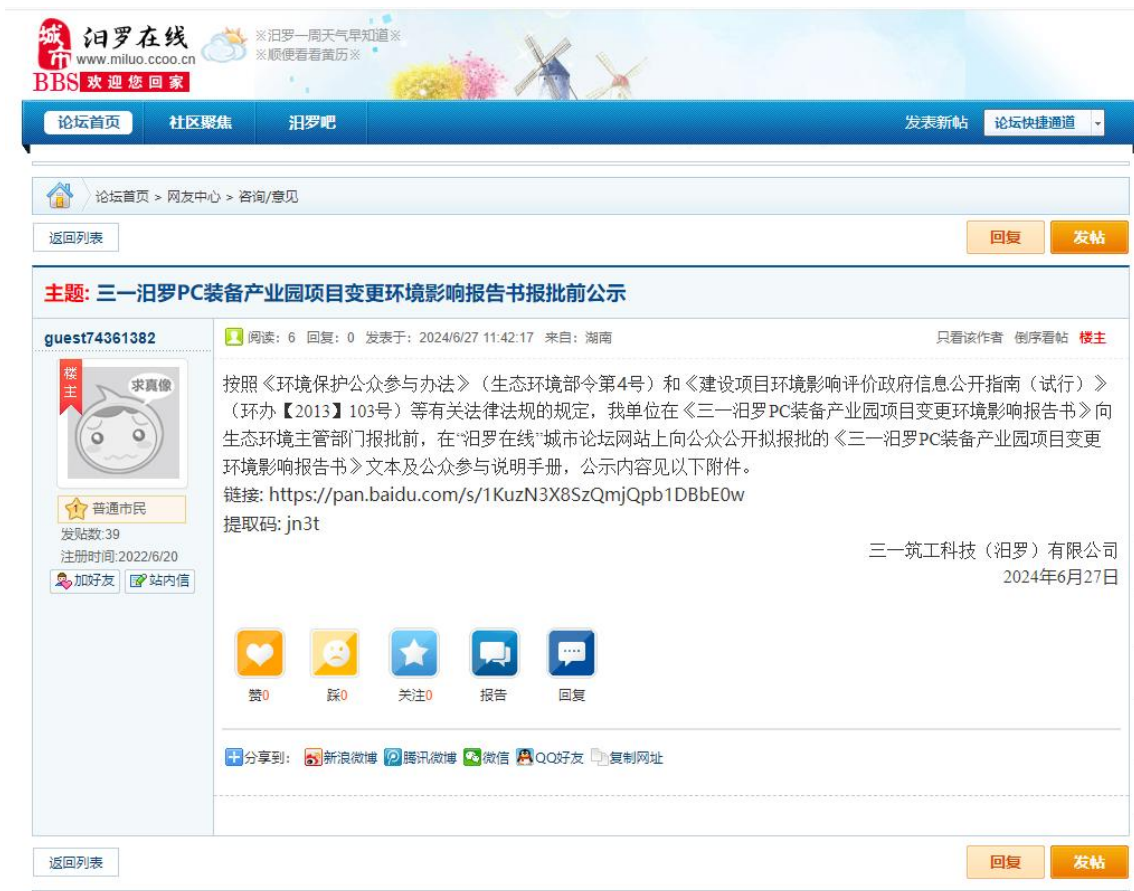 城市
汨罗在线
www.miluo.ccoo.cn
BBS 欢迎您回家
※汨罗一周天气早知道※
※顺便看看黄历※
论坛首页 社区聚焦 汨罗吧 发表新帖 论坛快捷通道
论坛首页 > 网友中心 > 咨询/意见
返回列表 回复 发帖
主题: 三一汨罗PC装备产业园项目变更环境影响报告书报批前公示
guest74361382
楼主
求真像
普通市民
发贴数:39
注册时间:2022/6/20
加好友 站内信
阅读: 6 回复: 0 发表于: 2024/6/27 11:42:17 来自: 湖南 只看该作者 倒序看帖 楼主
按照《环境保护公众参与办法》（生态环境部令第4号）和《建设项目环境影响评价政府信息公开指南（试行）》
（环办【2013】103号）等有关法律法规的规定，我单位在《三一汨罗PC装备产业园项目变更环境影响报告书》向
生态环境主管部门报批前，在“汨罗在线”城市论坛网站上向公众公开拟报批的《三一汨罗PC装备产业园项目变更
环境影响报告书》文本及公众参与说明手册，公示内容见以下附件。
链接: https://pan.baidu.com/s/1KuzN3X8SzQmjQpb1DBbE0w
提取码: jn3t
三一筑工科技（汨罗）有限公司
2024年6月27日
赞0 踩0 关注0 报告 回复
分享到: 新浪微博 腾讯微博 微信 QQ好友 复制网址
返回列表 回复 发帖